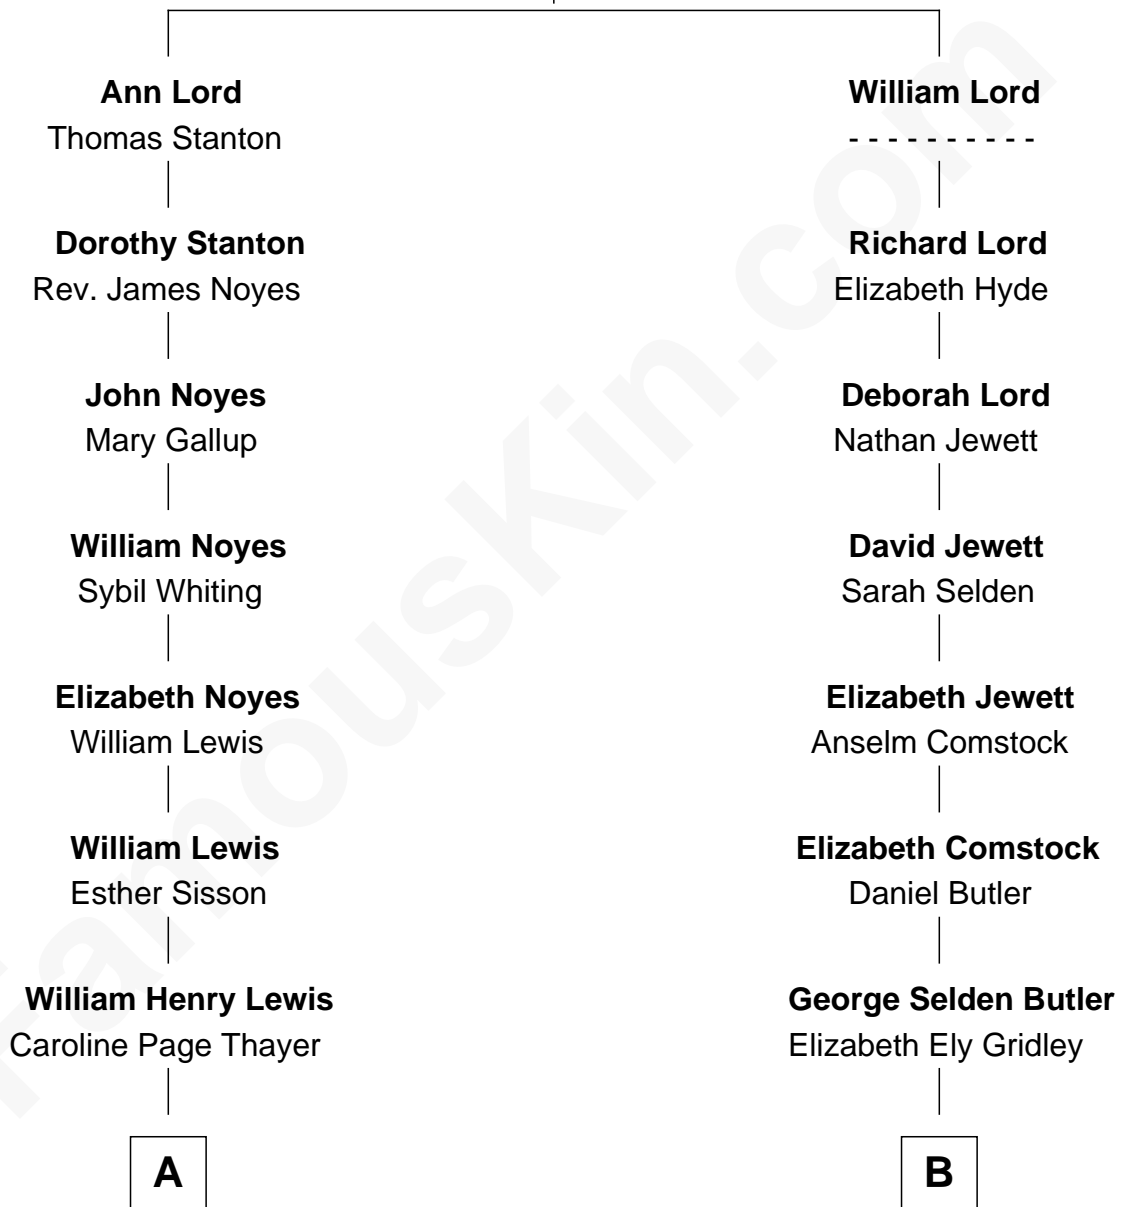 Ann Lord
Thomas Stanton
Dorothy Stanton
Rev. James Noyes
John Noyes
Mary Gallup
William Noyes
Sybil Whiting
Elizabeth Noyes
William Lewis
William Lewis
Esther Sisson
William Henry Lewis
Caroline Page Thayer
A
William Lord
- - - - - - - - - -
Richard Lord
Elizabeth Hyde
Deborah Lord
Nathan Jewett
David Jewett
Sarah Selden
Elizabeth Jewett
Anselm Comstock
Elizabeth Comstock
Daniel Butler
George Selden Butler
Elizabeth Ely Gridley
B
FamousKin.com